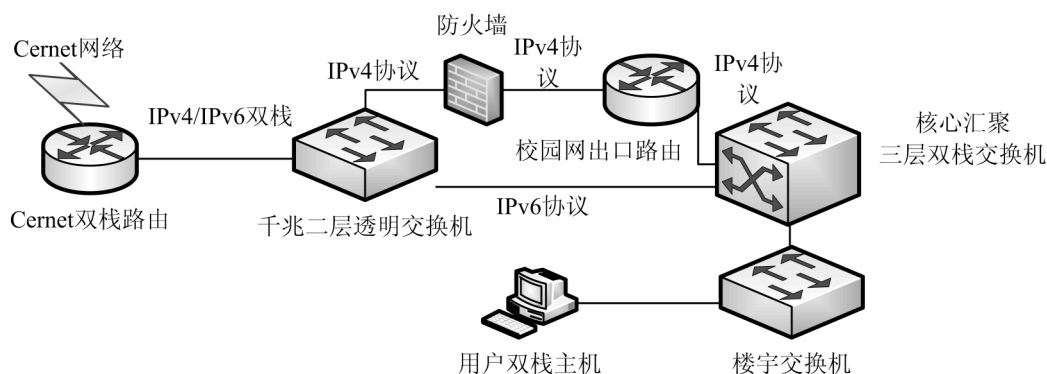 Cernet网络
防火墙
IPv4协议
IPv4协
议
IPv4协
议
IPv4/IPv6双栈
核心汇聚
三层双栈交换机
校园网出口路由
IPv6协议
Cernet双栈路由
千兆二层透明交换机
用户双栈主机
楼宇交换机